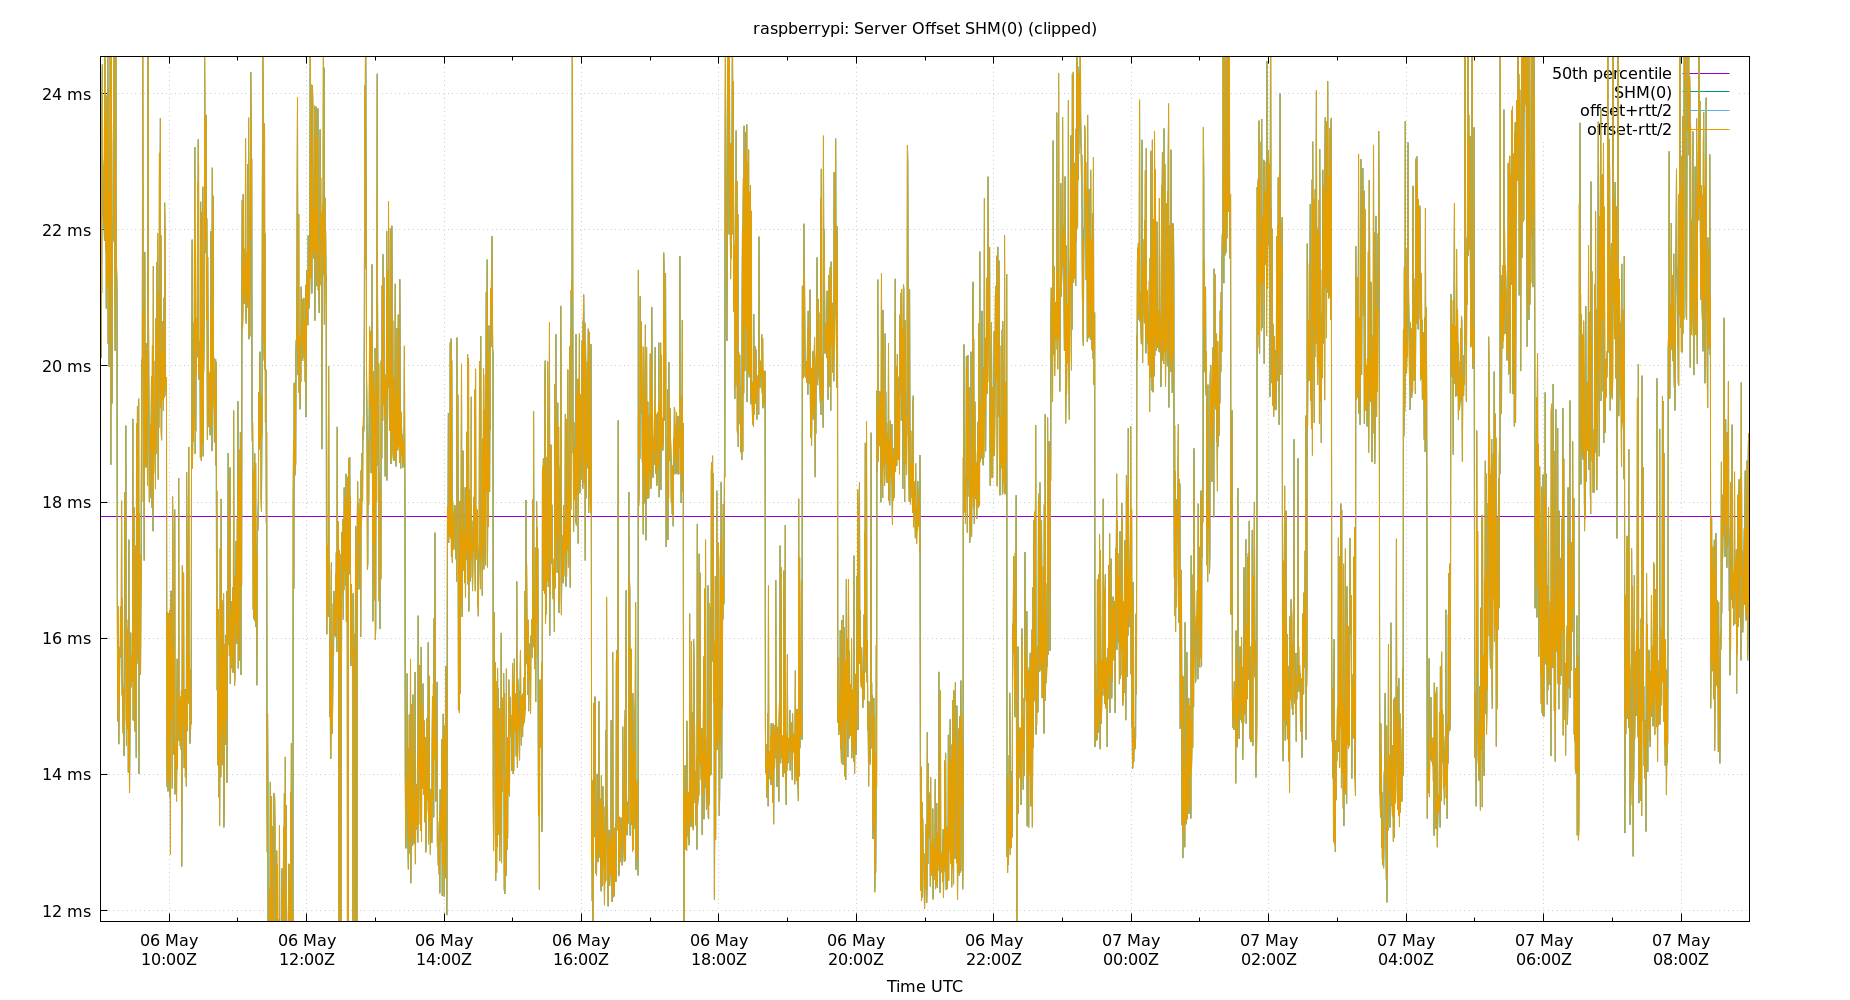 raspberrypi: Server Offset SHM(0) (clipped)
24 ms
22 ms
20 ms
18 ms
16 ms
14 ms
12 ms
50th percentile
SHM(0)
offset+rtt/2
offset-rtt/2
06 May 06 May 06 May 06 May 06 May 06 May 06 May 07 May 07 May 07 May 07 May 07 May
10:00Z 12:00Z 14:00Z 16:00Z 18:00Z 20:00Z 22:00Z 00:00Z 02:00Z 04:00Z 06:00Z 08:00Z
Time UTC